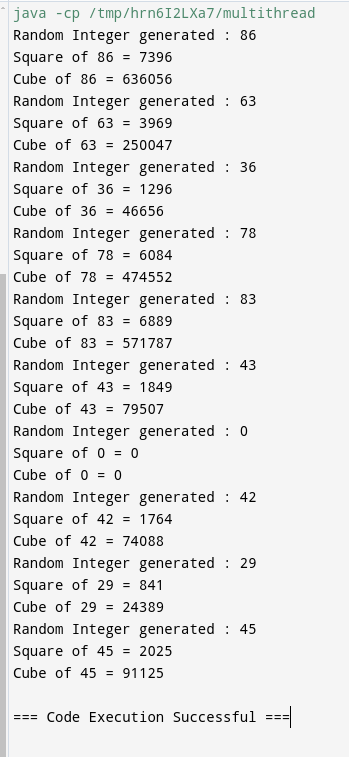 java -cp /tmp/hrn6I2LXa7/multithread
Random Integer generated : 86
Square of 86 = 7396
Cube of 86 = 636056
Random Integer generated : 63
Square of 63 = 3969
Cube of 63 = 250047
Random Integer generated : 36
Square of 36 = 1296
Cube of 36 = 46656
Random Integer generated : 78
Square of 78 = 6084
Cube of 78 = 474552
Random Integer generated : 83
Square of 83 = 6889
Cube of 83 = 571787
Random Integer generated : 43
Square of 43 = 1849
Cube of 43 = 79507
Random Integer generated : 0
Square of 0 = 0
Cube of 0 = 0
Random Integer generated : 42
Square of 42 = 1764
Cube of 42 = 74088
Random Integer generated : 29
Square of 29 = 841
Cube of 29 = 24389
Random Integer generated : 45
Square of 45 = 2025
Cube of 45 = 91125
=== Code Execution Successful ===